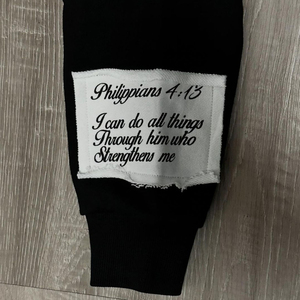 Philippians 4:13
I can do all things
Through him who
Strengthens me